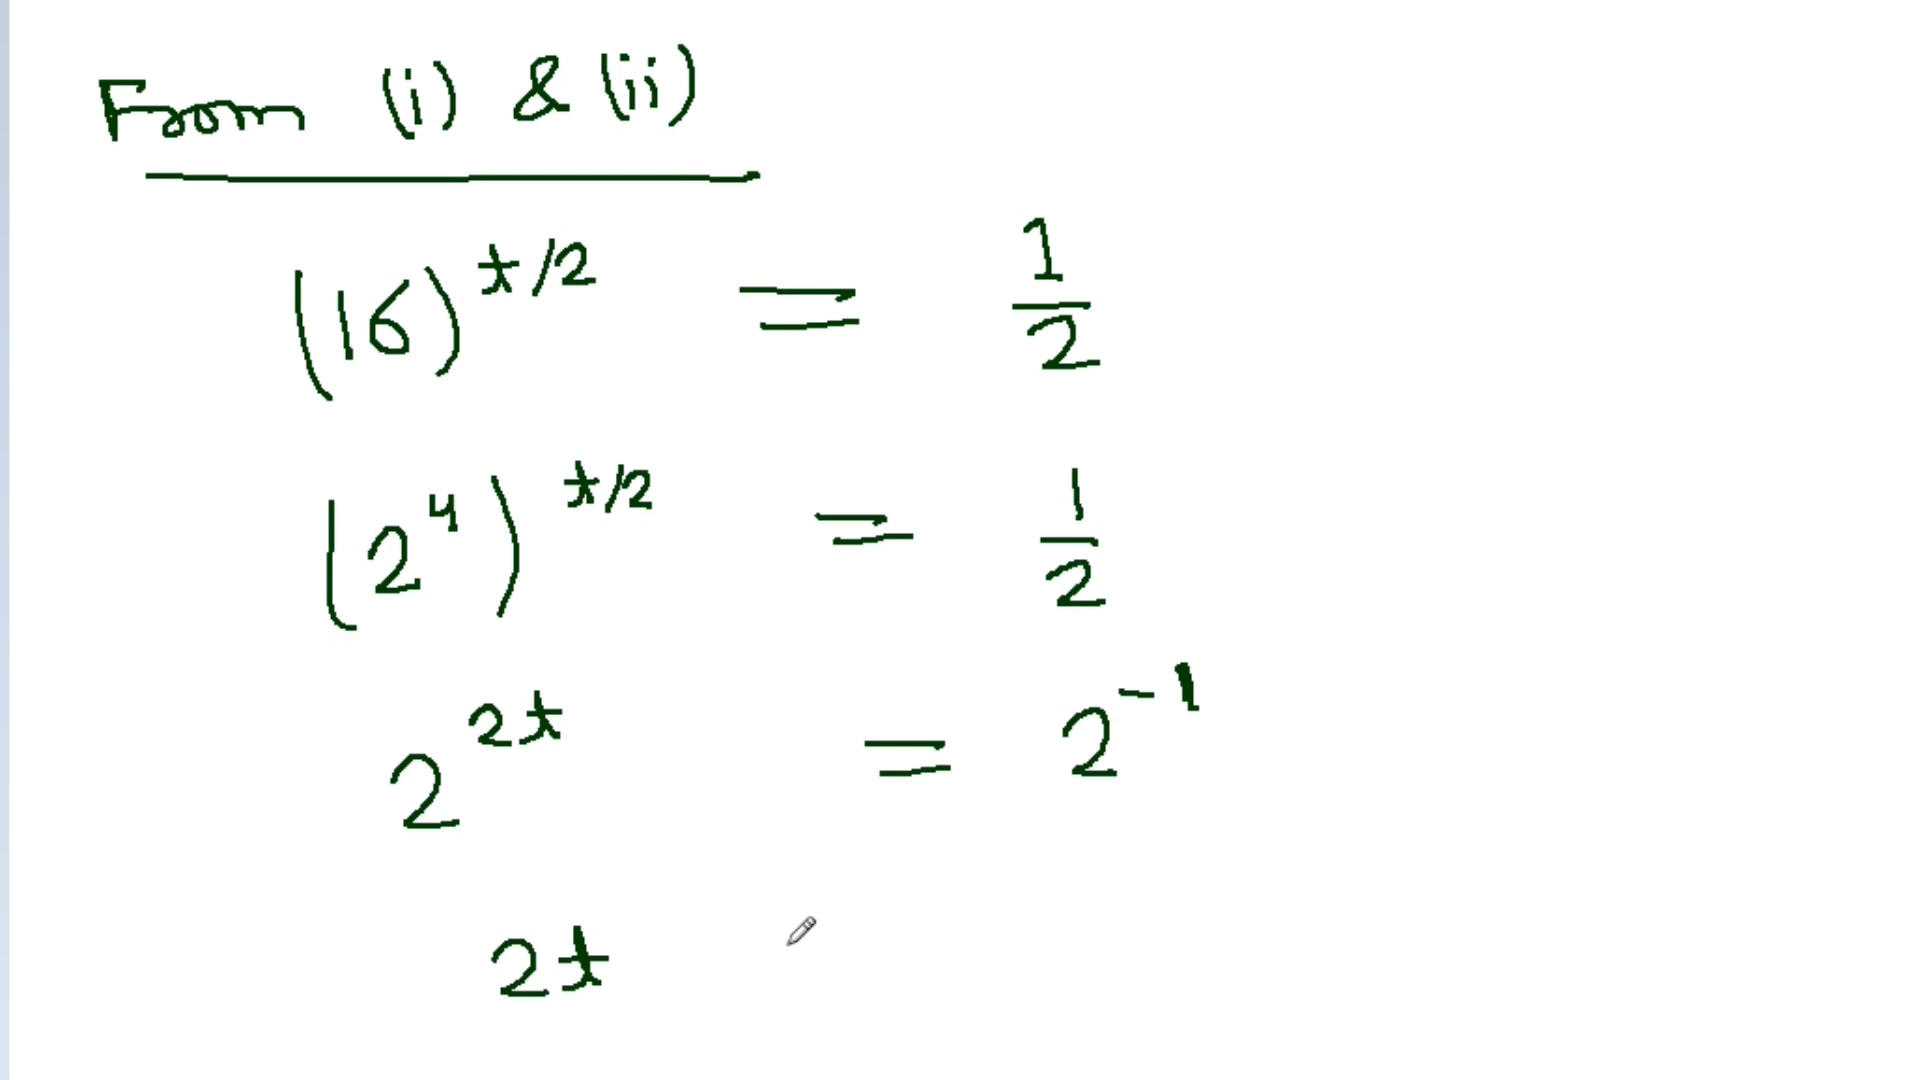 From (i) & (ii)
(16)^{t/2} = 1/2
(2^4)^{t/2} = 1/2
2^{2t} = 2^{-1}
2t